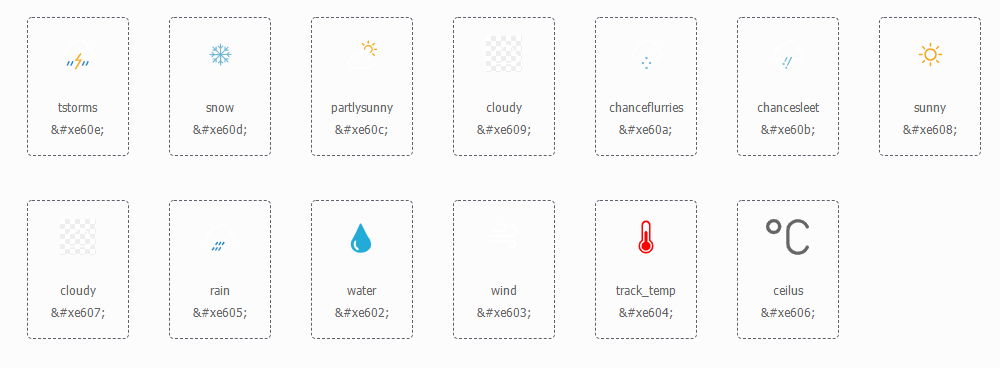 tstorms
&#xe60e;
snow
&#xe60d;
partlysunny
&#xe60c;
cloudy
&#xe609;
chanceflurries
&#xe60a;
chancesleet
&#xe60b;
sunny
&#xe608;
cloudy
&#xe607;
rain
&#xe605;
water
&#xe602;
wind
&#xe603;
track_temp
&#xe604;
°C
ceilus
&#xe606;